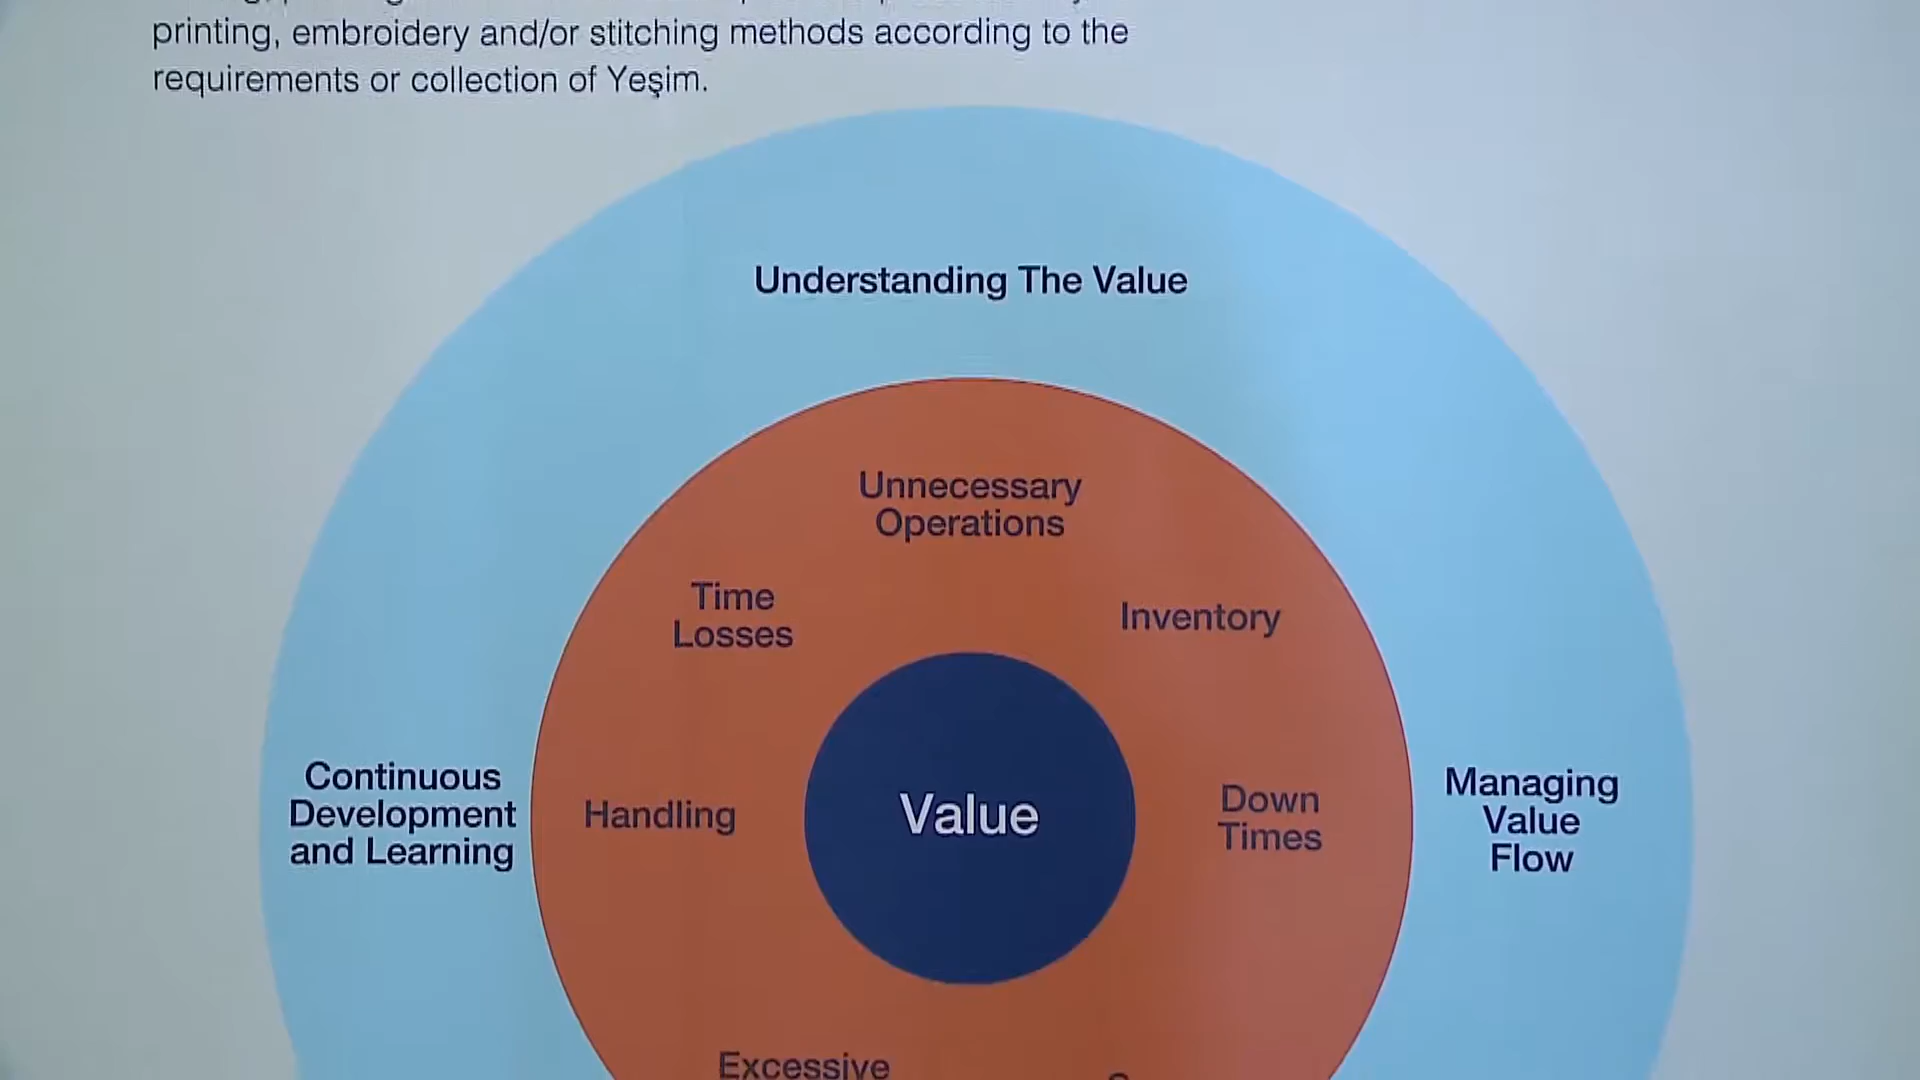 printing, embroidery and/or stitching methods according to the
requirements or collection of Yeşim.
Understanding The Value
Unnecessary
Operations
Time
Losses
Inventory
Continuous
Development
and Learning
Handling
Value
Down
Times
Managing
Value
Flow
Excessive